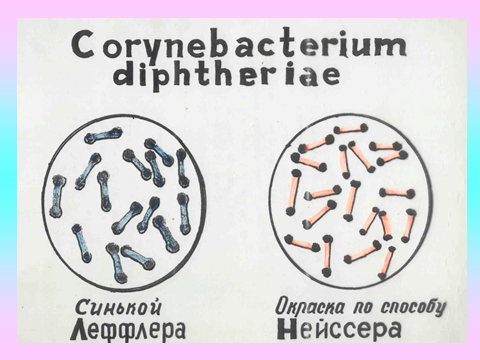 Corynebacterium
diphtheriae
Синькой
Леффлера
Окраска по способу
Нейссера